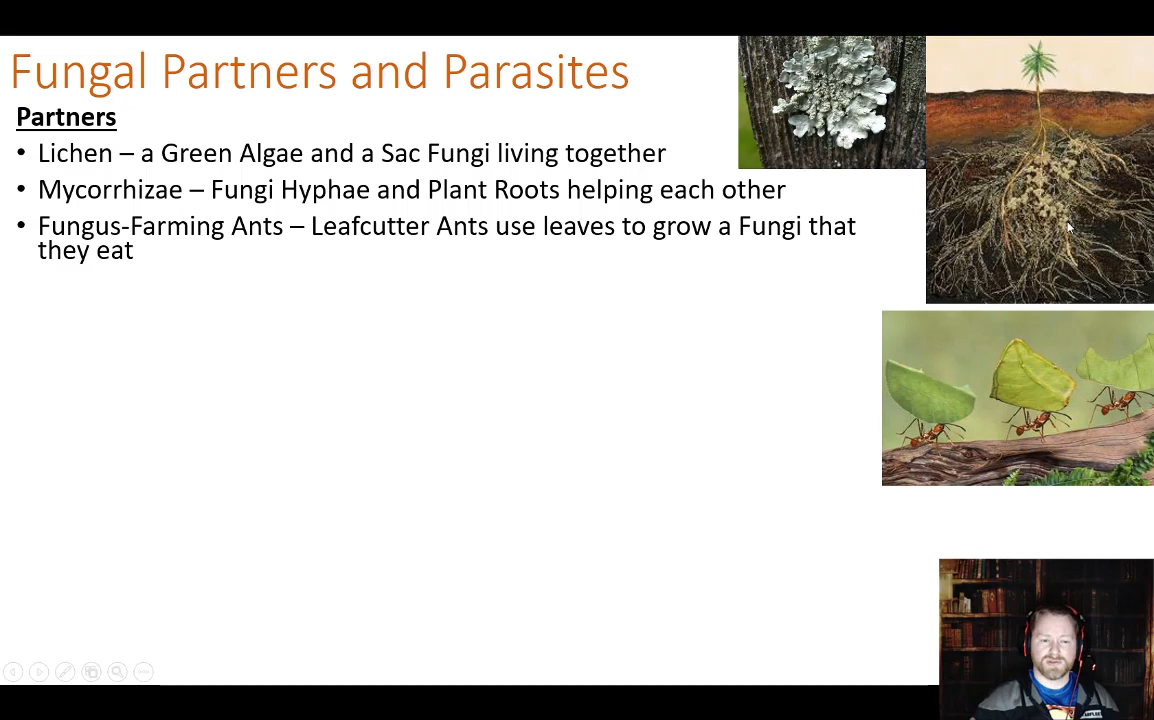 Fungal Partners and Parasites
Partners
• Lichen – a Green Algae and a Sac Fungi living together
• Mycorrhizae – Fungi Hyphae and Plant Roots helping each other
• Fungus-Farming Ants – Leafcutter Ants use leaves to grow a Fungi that
they eat